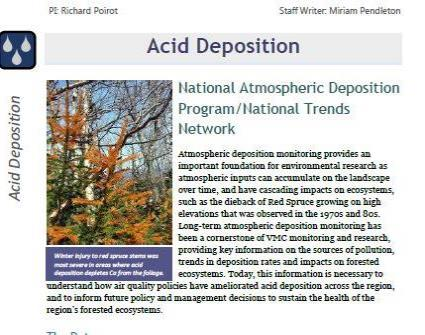 PI: Richard Poirot
Staff Writer: Miriam Pendleton
Acid Deposition
Acid Deposition
National Atmospheric Deposition
Program/National Trends
Network
Atmospheric deposition monitoring provides an
important foundation for environmental research as
atmospheric inputs can accumulate on the landscape
over time, and have cascading impacts on ecosystems,
such as the dieback of Red Spruce growing on high
elevations that was observed in the 1970s and 80s.
Long-term atmospheric deposition monitoring has
been a cornerstone of VMC monitoring and research,
providing key information on the sources of pollution,
trends in deposition rates and impacts on forested
ecosystems. Today, this information is necessary to
understand how air quality policies have ameliorated acid deposition across the region,
and to inform future policy and management decisions to sustain the health of the
region's forested ecosystems.
Winter injury to red spruce stems was
most severe in areas where acid
deposition depletes Ca from the foliage.